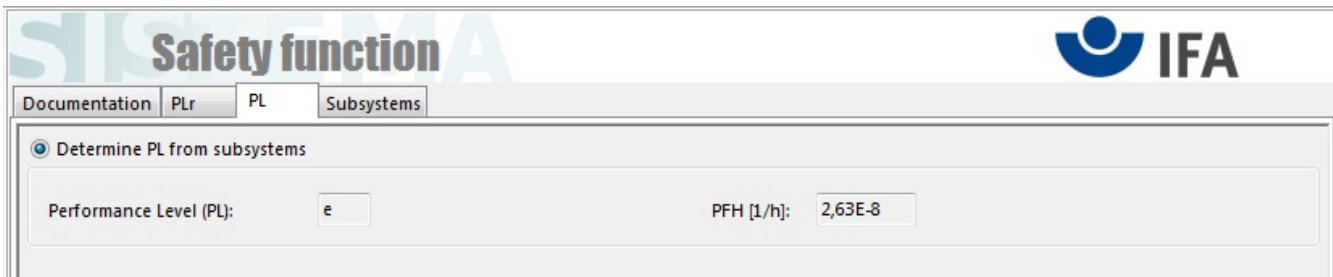 SISTEMA
Safety function
IFA
Documentation PLr PL Subsystems
Determine PL from subsystems
Performance Level (PL): e PFH [1/h]: 2,63E-8